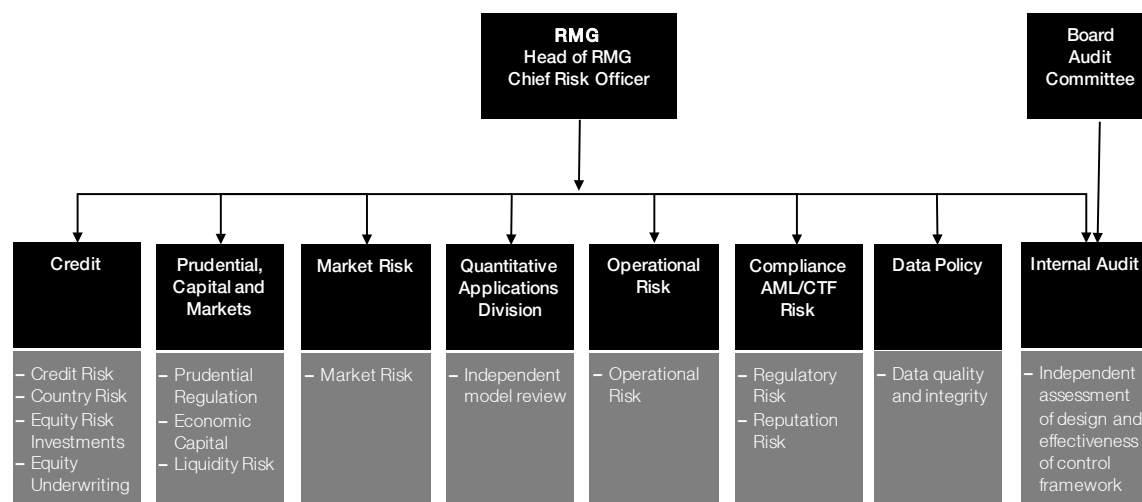 RMG
Head of RMG
Chief Risk Officer
Board
Audit
Committee
Credit
Prudential,
Capital and
Markets
Market Risk
Quantitative
Applications
Division
Operational
Risk
Compliance
AML/CTF
Risk
Data Policy
Internal Audit
– Credit Risk
– Country Risk
– Equity Risk
Investments
– Equity
Underwriting
– Prudential
Regulation
– Economic
Capital
– Liquidity Risk
– Market Risk
– Independent
model review
– Operational
Risk
– Regulatory
Risk
– Reputation
Risk
– Data quality
and integrity
– Independent
assessment
of design and
effectiveness
of control
framework